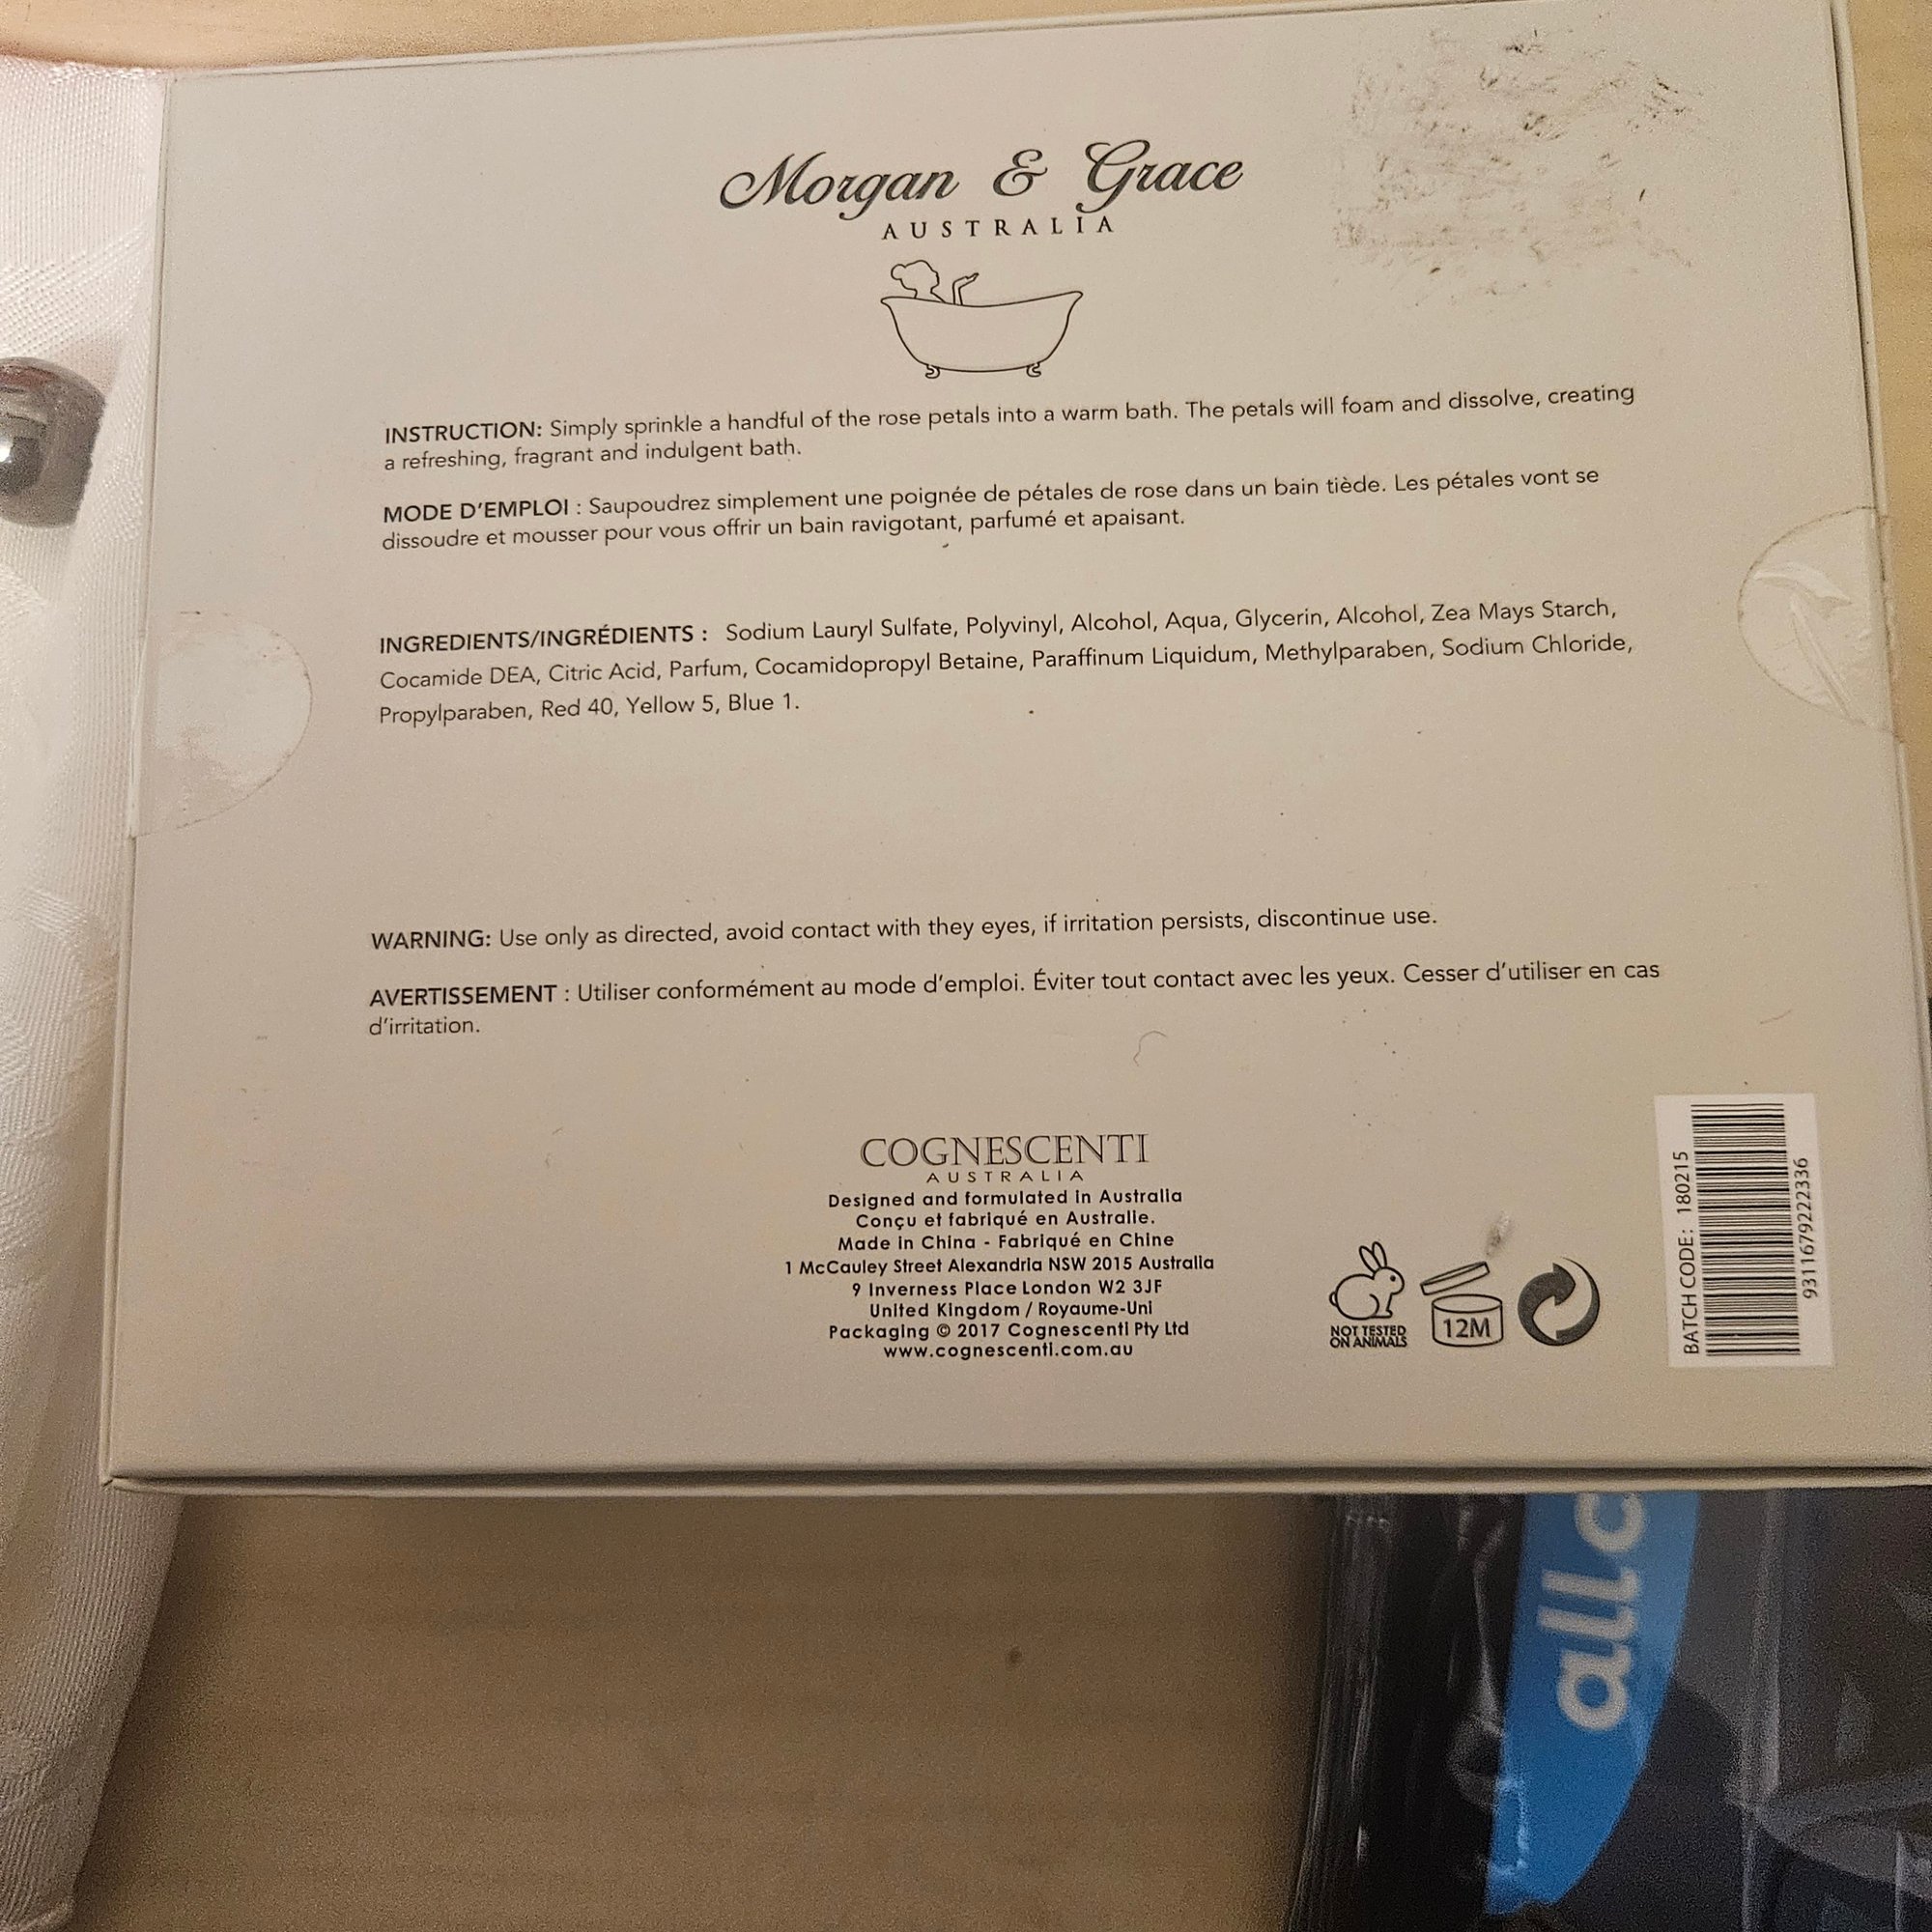 Morgan & Grace
AUSTRALIA
INSTRUCTION: Simply sprinkle a handful of the rose petals into a warm bath. The petals will foam and dissolve, creating
a refreshing, fragrant and indulgent bath.
MODE D'EMPLOI : Saupoudrez simplement une poignée de pétales de rose dans un bain tiède. Les pétales vont se
dissoudre et mousser pour vous offrir un bain ravigotant, parfumé et apaisant.
INGREDIENTS/INGRÉDIENTS : Sodium Lauryl Sulfate, Polyvinyl, Alcohol, Aqua, Glycerin, Alcohol, Zea Mays Starch,
Cocamide DEA, Citric Acid, Parfum, Cocamidopropyl Betaine, Paraffinum Liquidum, Methylparaben, Sodium Chloride,
Propylparaben, Red 40, Yellow 5, Blue 1.
WARNING: Use only as directed, avoid contact with they eyes, if irritation persists, discontinue use.
AVERTISSEMENT : Utiliser conformément au mode d'emploi. Éviter tout contact avec les yeux. Cesser d'utiliser en cas
d'irritation.
COGNESCENTI
AUSTRALIA
Designed and formulated in Australia
Conçu et fabriqué en Australie.
Made in China - Fabriqué en Chine
1 McCauley Street Alexandria NSW 2015 Australia
9 Inverness Place London W2 3JF
United Kingdom / Royaume-Uni
Packaging © 2017 Cognescenti Pty Ltd
www.cognescenti.com.au
NOT TESTED
ON ANIMALS
12M
BATCH CODE: 180215
9311679222336
allc